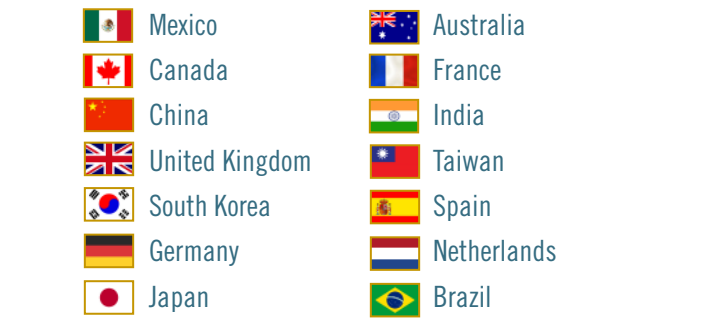 Mexico
Canada
China
United Kingdom
South Korea
Germany
Japan
Australia
France
India
Taiwan
Spain
Netherlands
Brazil